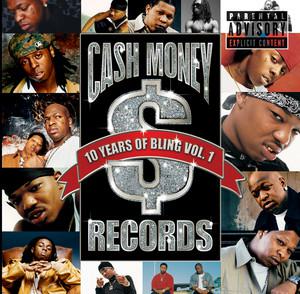 PARENTAL
ADVISORY
EXPLICIT CONTENT
CASH MONEY
$
10 YEARS OF BLING VOL. 1
RECORDS